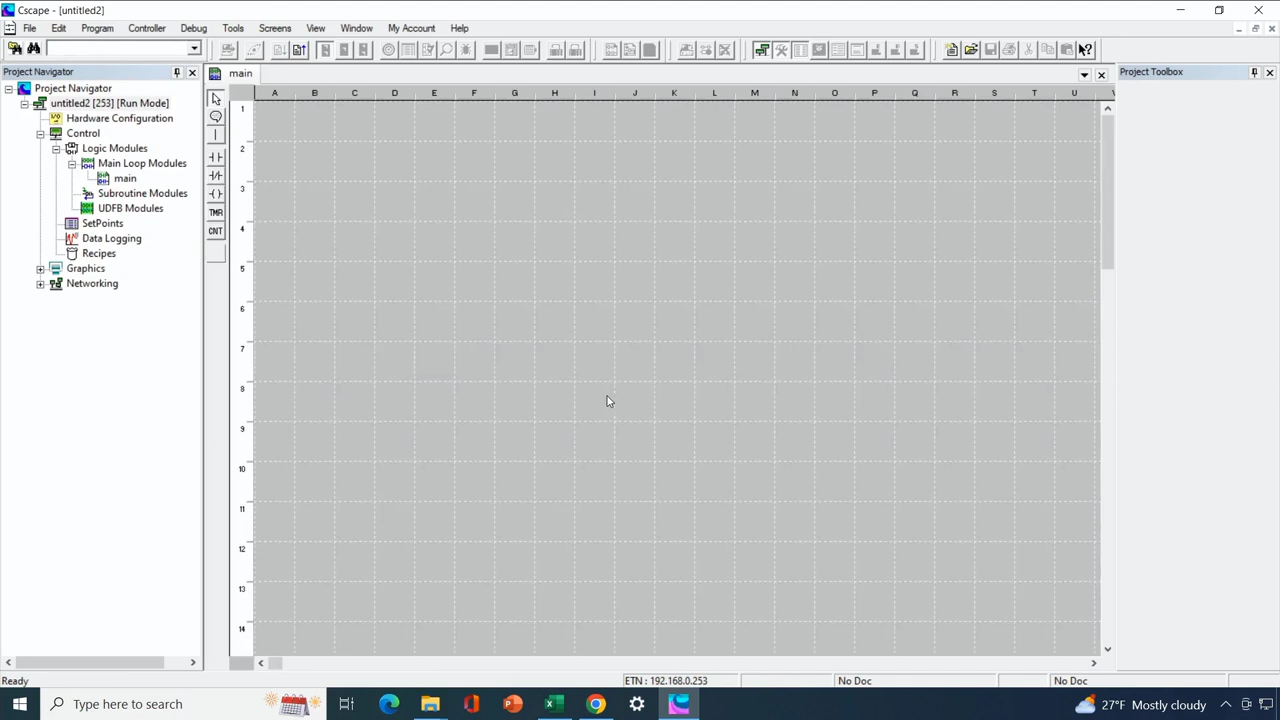 Cscape - [untitled2]
File Edit Program Controller Debug Tools Screens View Window My Account Help
Project Navigator
main
Project Toolbox
Project Navigator
untitled2 [253] [Run Mode]
Hardware Configuration
Control
Logic Modules
Main Loop Modules
main
Subroutine Modules
UDFB Modules
SetPoints
Data Logging
Recipes
Graphics
Networking
TMR
CNT
A B C D E F G H I J K L M N O P Q R S T U
1
2
3
4
5
6
7
8
9
10
11
12
13
14
Ready
ETN : 192.168.0.253
No Doc
No Doc
Type here to search
27°F Mostly cloudy